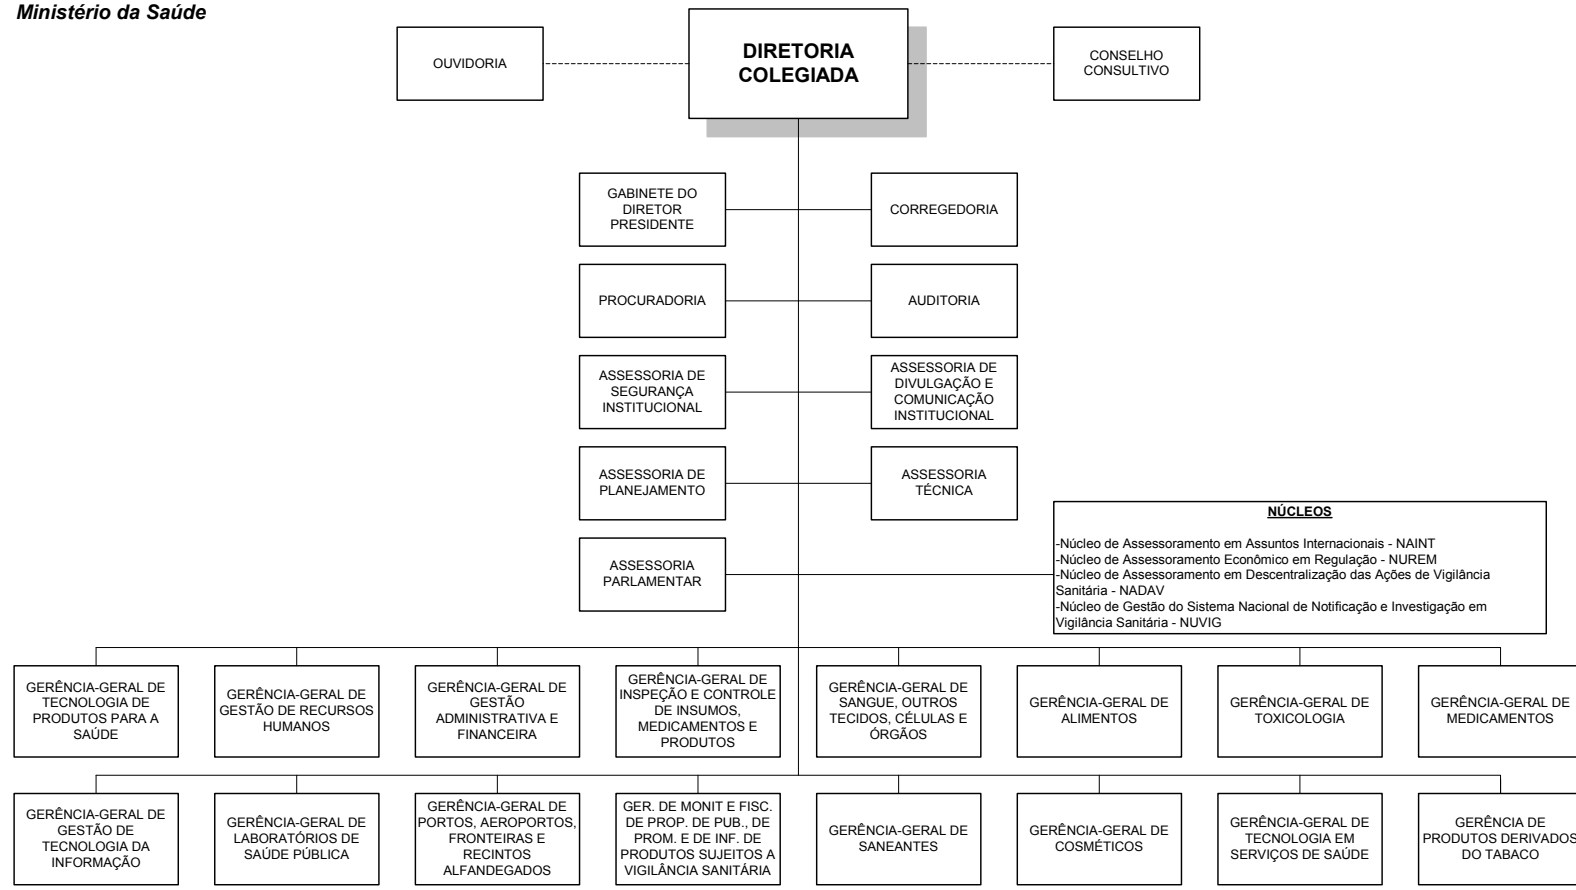 Ministério da Saúde
OUVIDORIA
DIRETORIA
COLEGIADA
CONSELHO
CONSULTIVO
GABINETE DO
DIRETOR
PRESIDENTE
CORREGEDORIA
PROCURADORIA
AUDITORIA
ASSESSORIA DE
SEGURANÇA
INSTITUCIONAL
ASSESSORIA DE
DIVULGAÇÃO E
COMUNICAÇÃO
INSTITUCIONAL
ASSESSORIA DE
PLANEJAMENTO
ASSESSORIA
TÉCNICA
ASSESSORIA
PARLAMENTAR
NÚCLEOS
-Núcleo de Assessoramento em Assuntos Internacionais - NAINT
-Núcleo de Assessoramento Econômico em Regulação - NUREM
-Núcleo de Assessoramento em Descentralização das Ações de Vigilância
Sanitária - NADAV
-Núcleo de Gestão do Sistema Nacional de Notificação e Investigação em
Vigilância Sanitária - NUVIG
GERÊNCIA-GERAL DE
TECNOLOGIA DE
PRODUTOS PARA A
SAÚDE
GERÊNCIA-GERAL DE
GESTÃO DE RECURSOS
HUMANOS
GERÊNCIA-GERAL DE
GESTÃO
ADMINISTRATIVA E
FINANCEIRA
GERÊNCIA-GERAL DE
INSPEÇÃO E CONTROLE
DE INSUMOS,
MEDICAMENTOS E
PRODUTOS
GERÊNCIA-GERAL DE
SANGUE, OUTROS
TECIDOS, CÉLULAS E
ÓRGÃOS
GERÊNCIA-GERAL DE
ALIMENTOS
GERÊNCIA-GERAL DE
TOXICOLOGIA
GERÊNCIA-GERAL DE
MEDICAMENTOS
GERÊNCIA-GERAL DE
GESTÃO DE
TECNOLOGIA DA
INFORMAÇÃO
GERÊNCIA-GERAL DE
LABORATÓRIOS DE
SAÚDE PÚBLICA
GERÊNCIA-GERAL DE
PORTOS, AEROPORTOS,
FRONTEIRAS E
RECINTOS
ALFANDEGADOS
GER. DE MONIT E FISC.
DE PROP. DE PUB., DE
PROM. E DE INF. DE
PRODUTOS SUJEITOS A
VIGILÂNCIA SANITÁRIA
GERÊNCIA-GERAL DE
SANEANTES
GERÊNCIA-GERAL DE
COSMÉTICOS
GERÊNCIA-GERAL DE
TECNOLOGIA EM
SERVIÇOS DE SAÚDE
GERÊNCIA DE
PRODUTOS DERIVADOS
DO TABACO